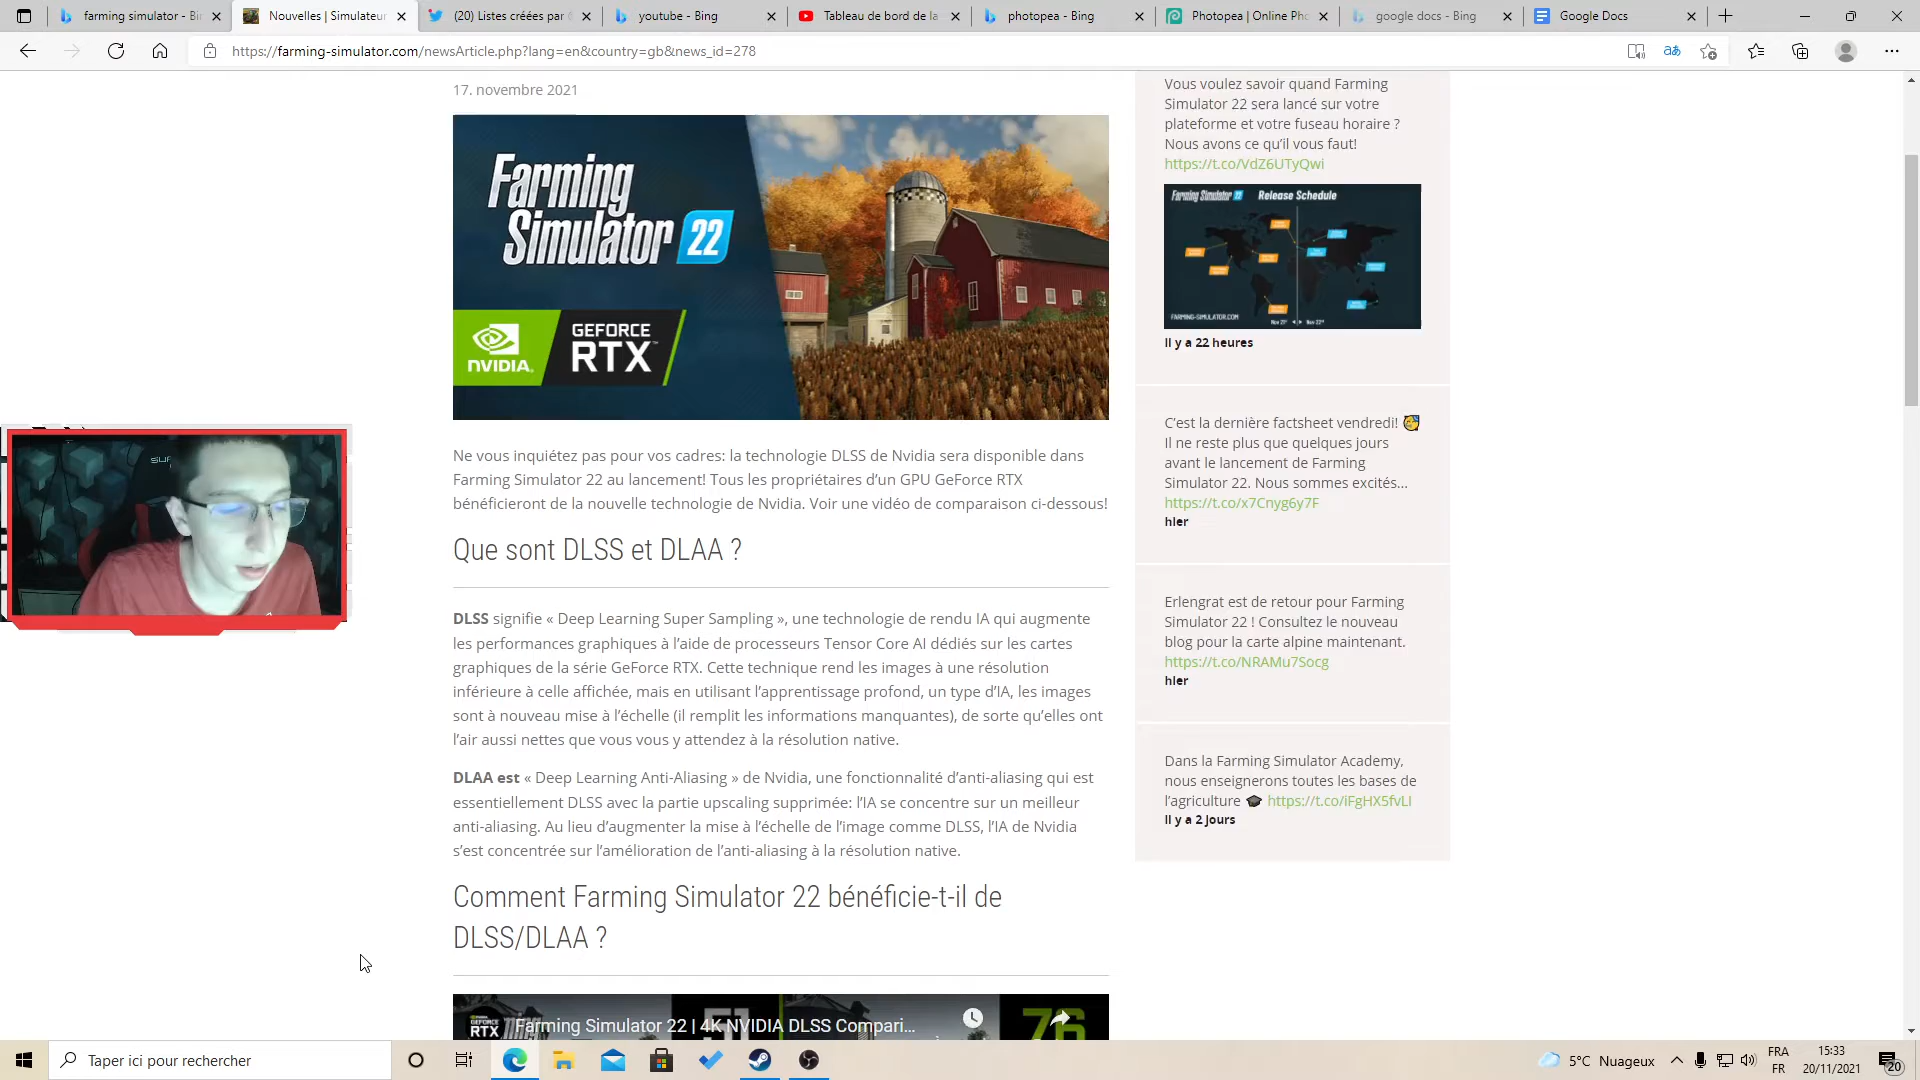 farming simulator - Bi
Nouvelles | Simulateur
(20) Listes créées par
youtube - Bing
Tableau de bord de la
photopea - Bing
Photopea | Online Pho
google docs - Bing
Google Docs
https://farming-simulator.com/newsArticle.php?lang=en&country=gb&news_id=278
17. novembre 2021
Farming
Simulator 22
NVIDIA.
GEFORCE
RTX
Ne vous inquiétez pas pour vos cadres: la technologie DLSS de Nvidia sera disponible dans
Farming Simulator 22 au lancement! Tous les propriétaires d'un GPU GeForce RTX
bénéficieront de la nouvelle technologie de Nvidia. Voir une vidéo de comparaison ci-dessous!
Que sont DLSS et DLAA ?
DLSS signifie « Deep Learning Super Sampling », une technologie de rendu IA qui augmente
les performances graphiques à l'aide de processeurs Tensor Core AI dédiés sur les cartes
graphiques de la série GeForce RTX. Cette technique rend les images à une résolution
inférieure à celle affichée, mais en utilisant l'apprentissage profond, un type d'IA, les images
sont à nouveau mise à l'échelle (il remplit les informations manquantes), de sorte qu'elles ont
l'air aussi nettes que vous vous y attendez à la résolution native.
DLAA est « Deep Learning Anti-Aliasing » de Nvidia, une fonctionnalité d'anti-aliasing qui est
essentiellement DLSS avec la partie upscaling supprimée: l'IA se concentre sur un meilleur
anti-aliasing. Au lieu d'augmenter la mise à l'échelle de l'image comme DLSS, l'IA de Nvidia
s'est concentrée sur l'amélioration de l'anti-aliasing à la résolution native.
Comment Farming Simulator 22 bénéficie-t-il de
DLSS/DLAA ?
GEFORCE
RTX
Farming Simulator 22 | 4K NVIDIA DLSS Compari...
51
76
Vous voulez savoir quand Farming
Simulator 22 sera lancé sur votre
plateforme et votre fuseau horaire ?
Nous avons ce qu'il vous faut!
https://t.co/VdZ6UTyQwi
Farming Simulator 22 Release Schedule
FARMING-SIMULATOR.COM
Il y a 22 heures
C'est la dernière factsheet vendredi! 🥳
Il ne reste plus que quelques jours
avant le lancement de Farming
Simulator 22. Nous sommes excités...
https://t.co/x7Cnyg6y7F
hier
Erlengrat est de retour pour Farming
Simulator 22 ! Consultez le nouveau
blog pour la carte alpine maintenant.
https://t.co/NRAMu7Socg
hier
Dans la Farming Simulator Academy,
nous enseignerons toutes les bases de
l'agriculture 🎓 https://t.co/iFgHX5fvLI
Il y a 2 jours
Taper ici pour rechercher
5°C Nuageux
FRA
FR
15:33
20/11/2021
20